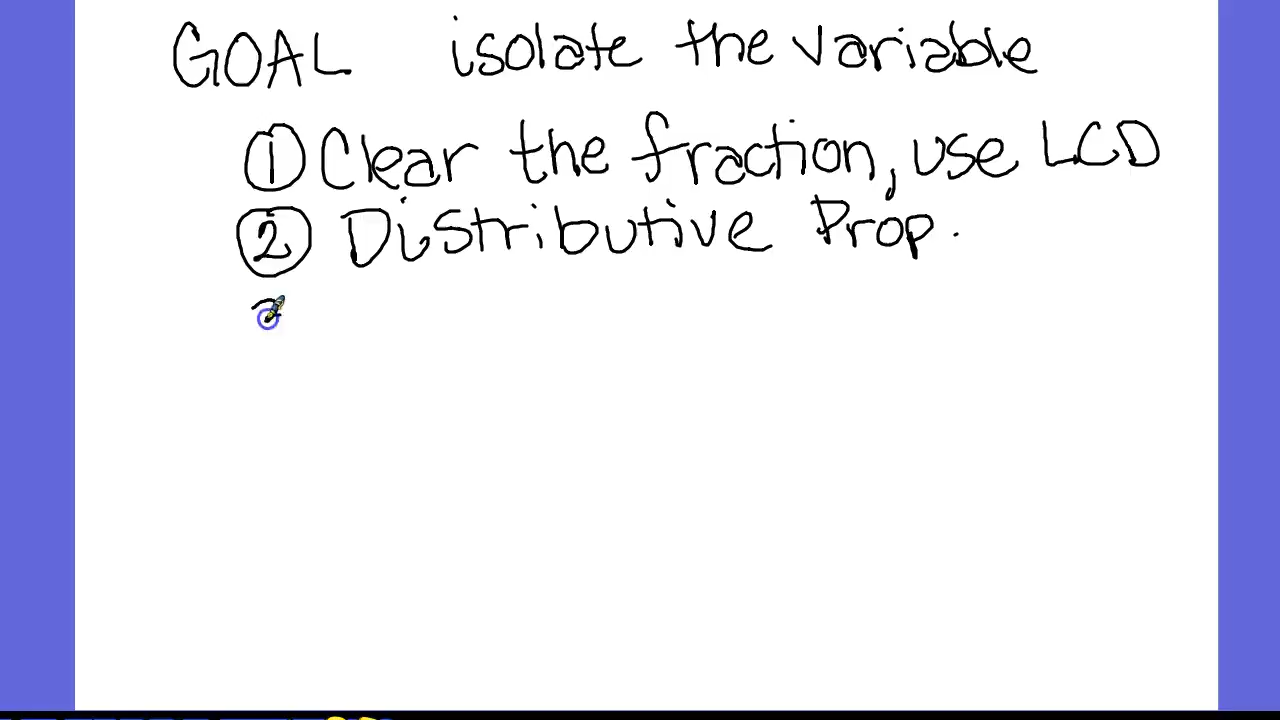 GOAL isolate the variable
① Clear the fraction, use LCD
② Distributive Prop.